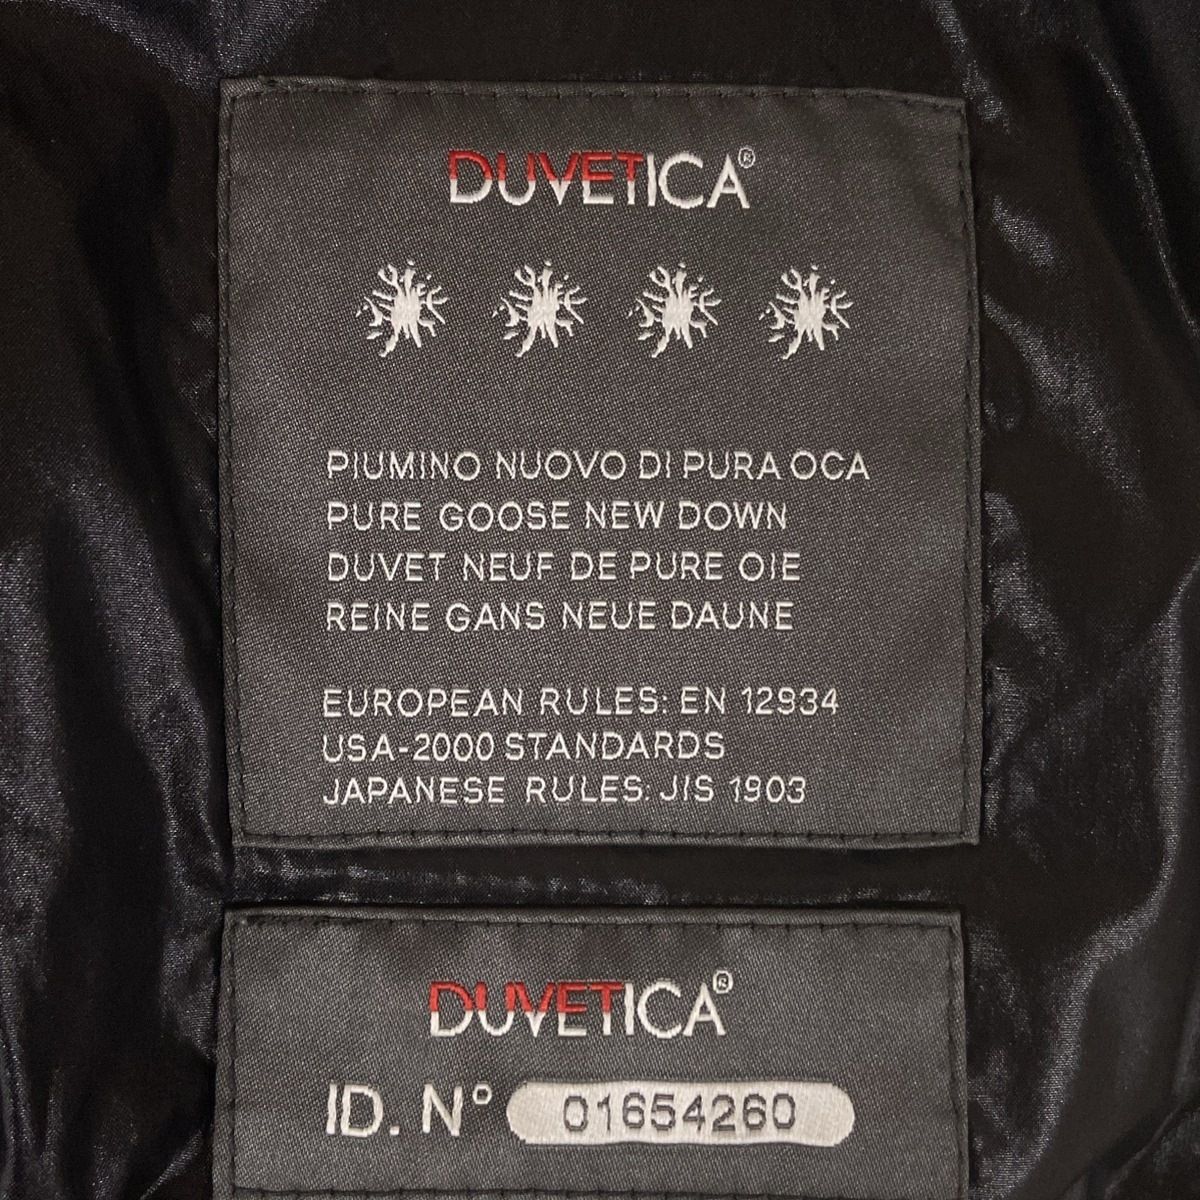 DUVETICA®
PIUMINO NUOVO DI PURA OCA
PURE GOOSE NEW DOWN
DUVET NEUF DE PURE OIE
REINE GANS NEUE DAUNE
EUROPEAN RULES: EN 12934
USA-2000 STANDARDS
JAPANESE RULES: JIS 1903
DUVETICA®
ID. N° 01654260